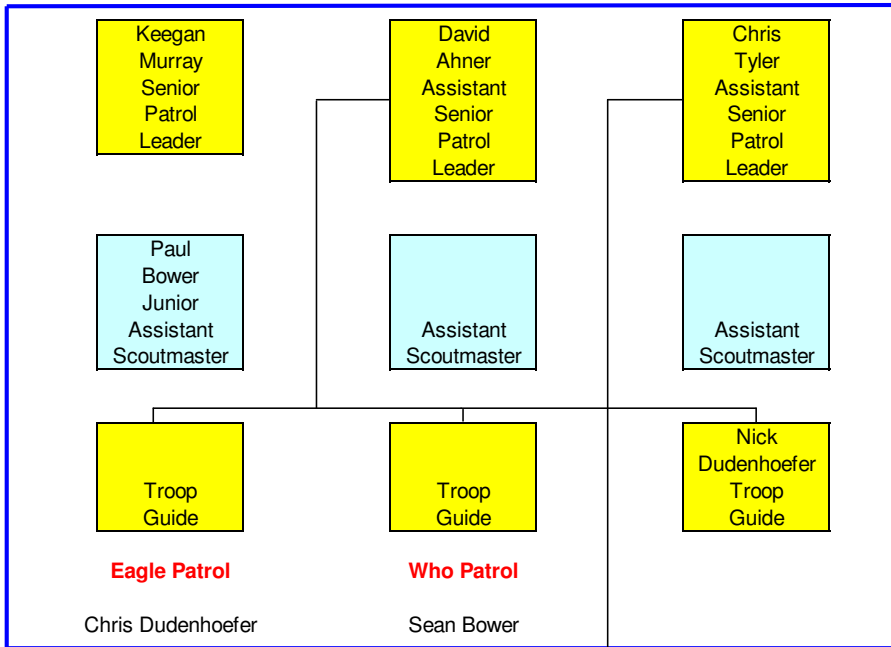 Keegan
Murray
Senior
Patrol
Leader
David
Ahner
Assistant
Senior
Patrol
Leader
Chris
Tyler
Assistant
Senior
Patrol
Leader
Paul
Bower
Junior
Assistant
Scoutmaster
Assistant
Scoutmaster
Assistant
Scoutmaster
Troop
Guide
Troop
Guide
Nick
Dudenhoefer
Troop
Guide
Eagle Patrol
Who Patrol
Chris Dudenhoefer
Sean Bower